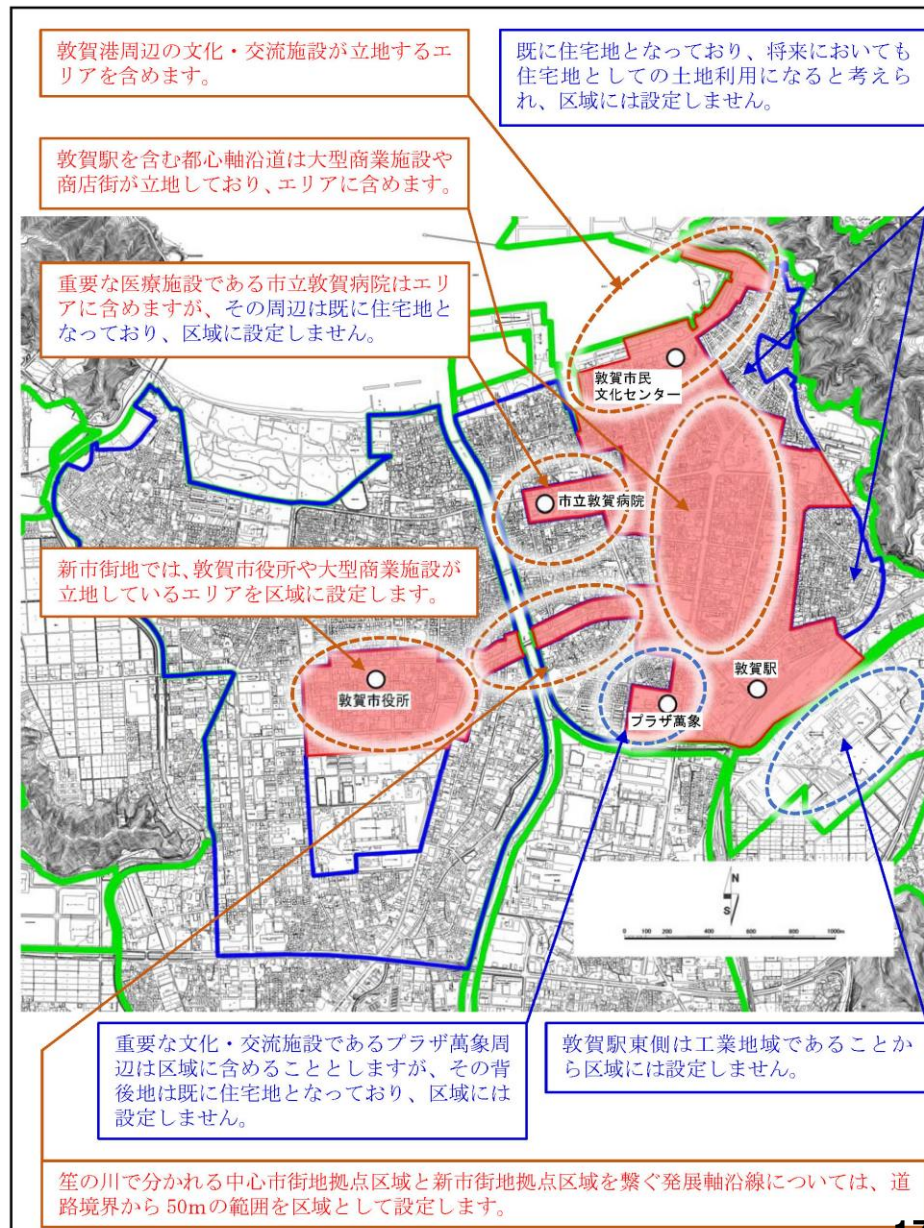 敦賀港周辺の文化・交流施設が立地するエ
リアを含めます。
既に住宅地となっており、将来においても
住宅地としての土地利用になると考えら
れ、区域には設定しません。
敦賀駅を含む都心軸沿道は大型商業施設や
商店街が立地しており、エリアに含めます。
重要な医療施設である市立敦賀病院はエリ
アに含めますが、その周辺は既に住宅地と
なっており、区域に設定しません。
敦賀市民
文化センター
市立敦賀病院
新市街地では、敦賀市役所や大型商業施設が
立地しているエリアを区域に設定します。
敦賀市役所
敦賀駅
プラザ萬象
N
S
0 100 200 400 600 800 1000m
重要な文化・交流施設であるプラザ萬象周
辺は区域に含めることとしますが、その背
後地は既に住宅地となっており、区域には
設定しません。
敦賀駅東側は工業地域であることか
ら区域には設定しません。
笙の川で分かれる中心市街地拠点区域と新市街地拠点区域を繋ぐ発展軸沿線については、道
路境界から 50mの範囲を区域として設定します。